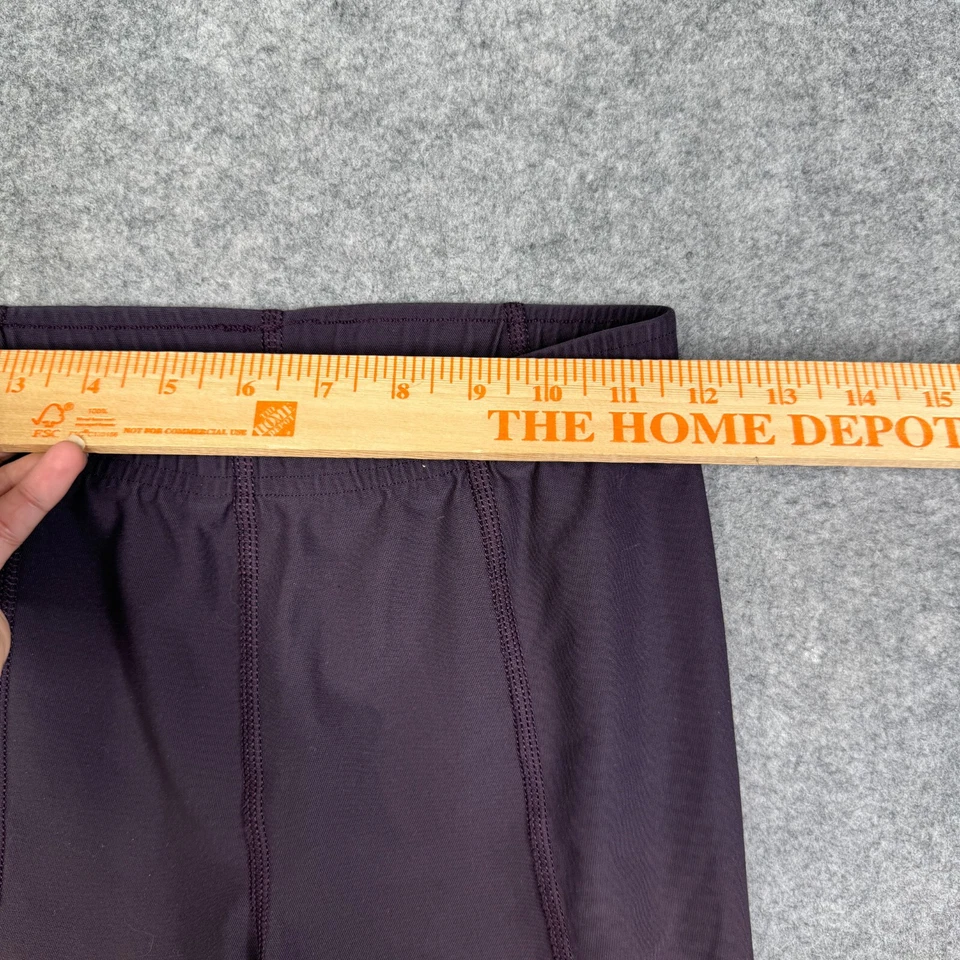 3 4 5 6 7 8 9 10 11 12 13 14 15
FSC
100%
NOT FOR COMMERCIAL USE
THE HOME DEPOT